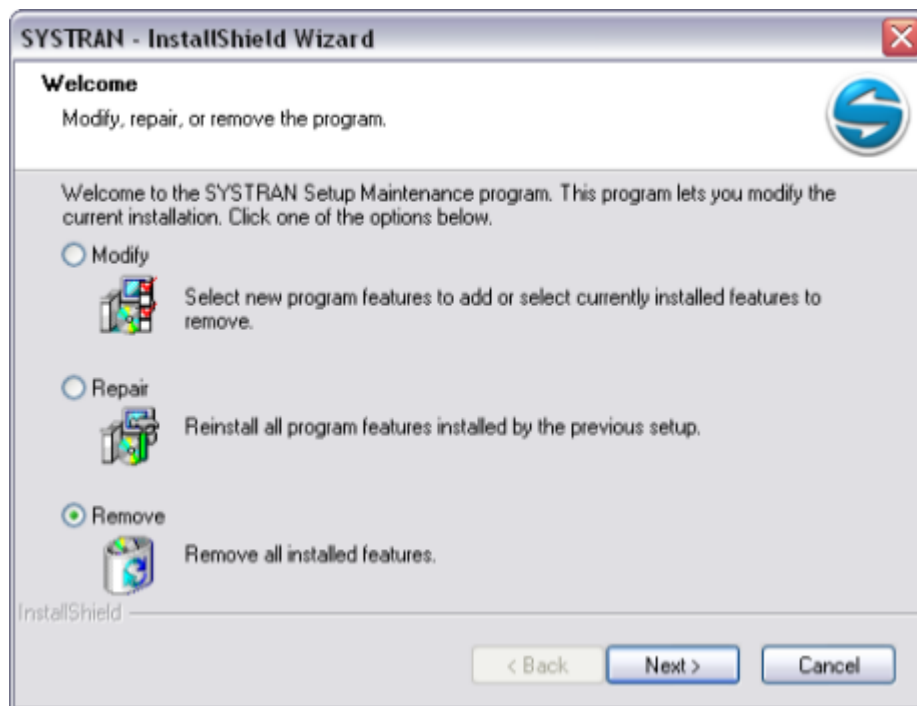 SYSTRAN - InstallShield Wizard
Welcome
Modify, repair, or remove the program.
Welcome to the SYSTRAN Setup Maintenance program. This program lets you modify the
current installation. Click one of the options below.
Modify
Select new program features to add or select currently installed features to
remove.
Repair
Reinstall all program features installed by the previous setup.
Remove
Remove all installed features.
InstallShield
< Back
Next >
Cancel